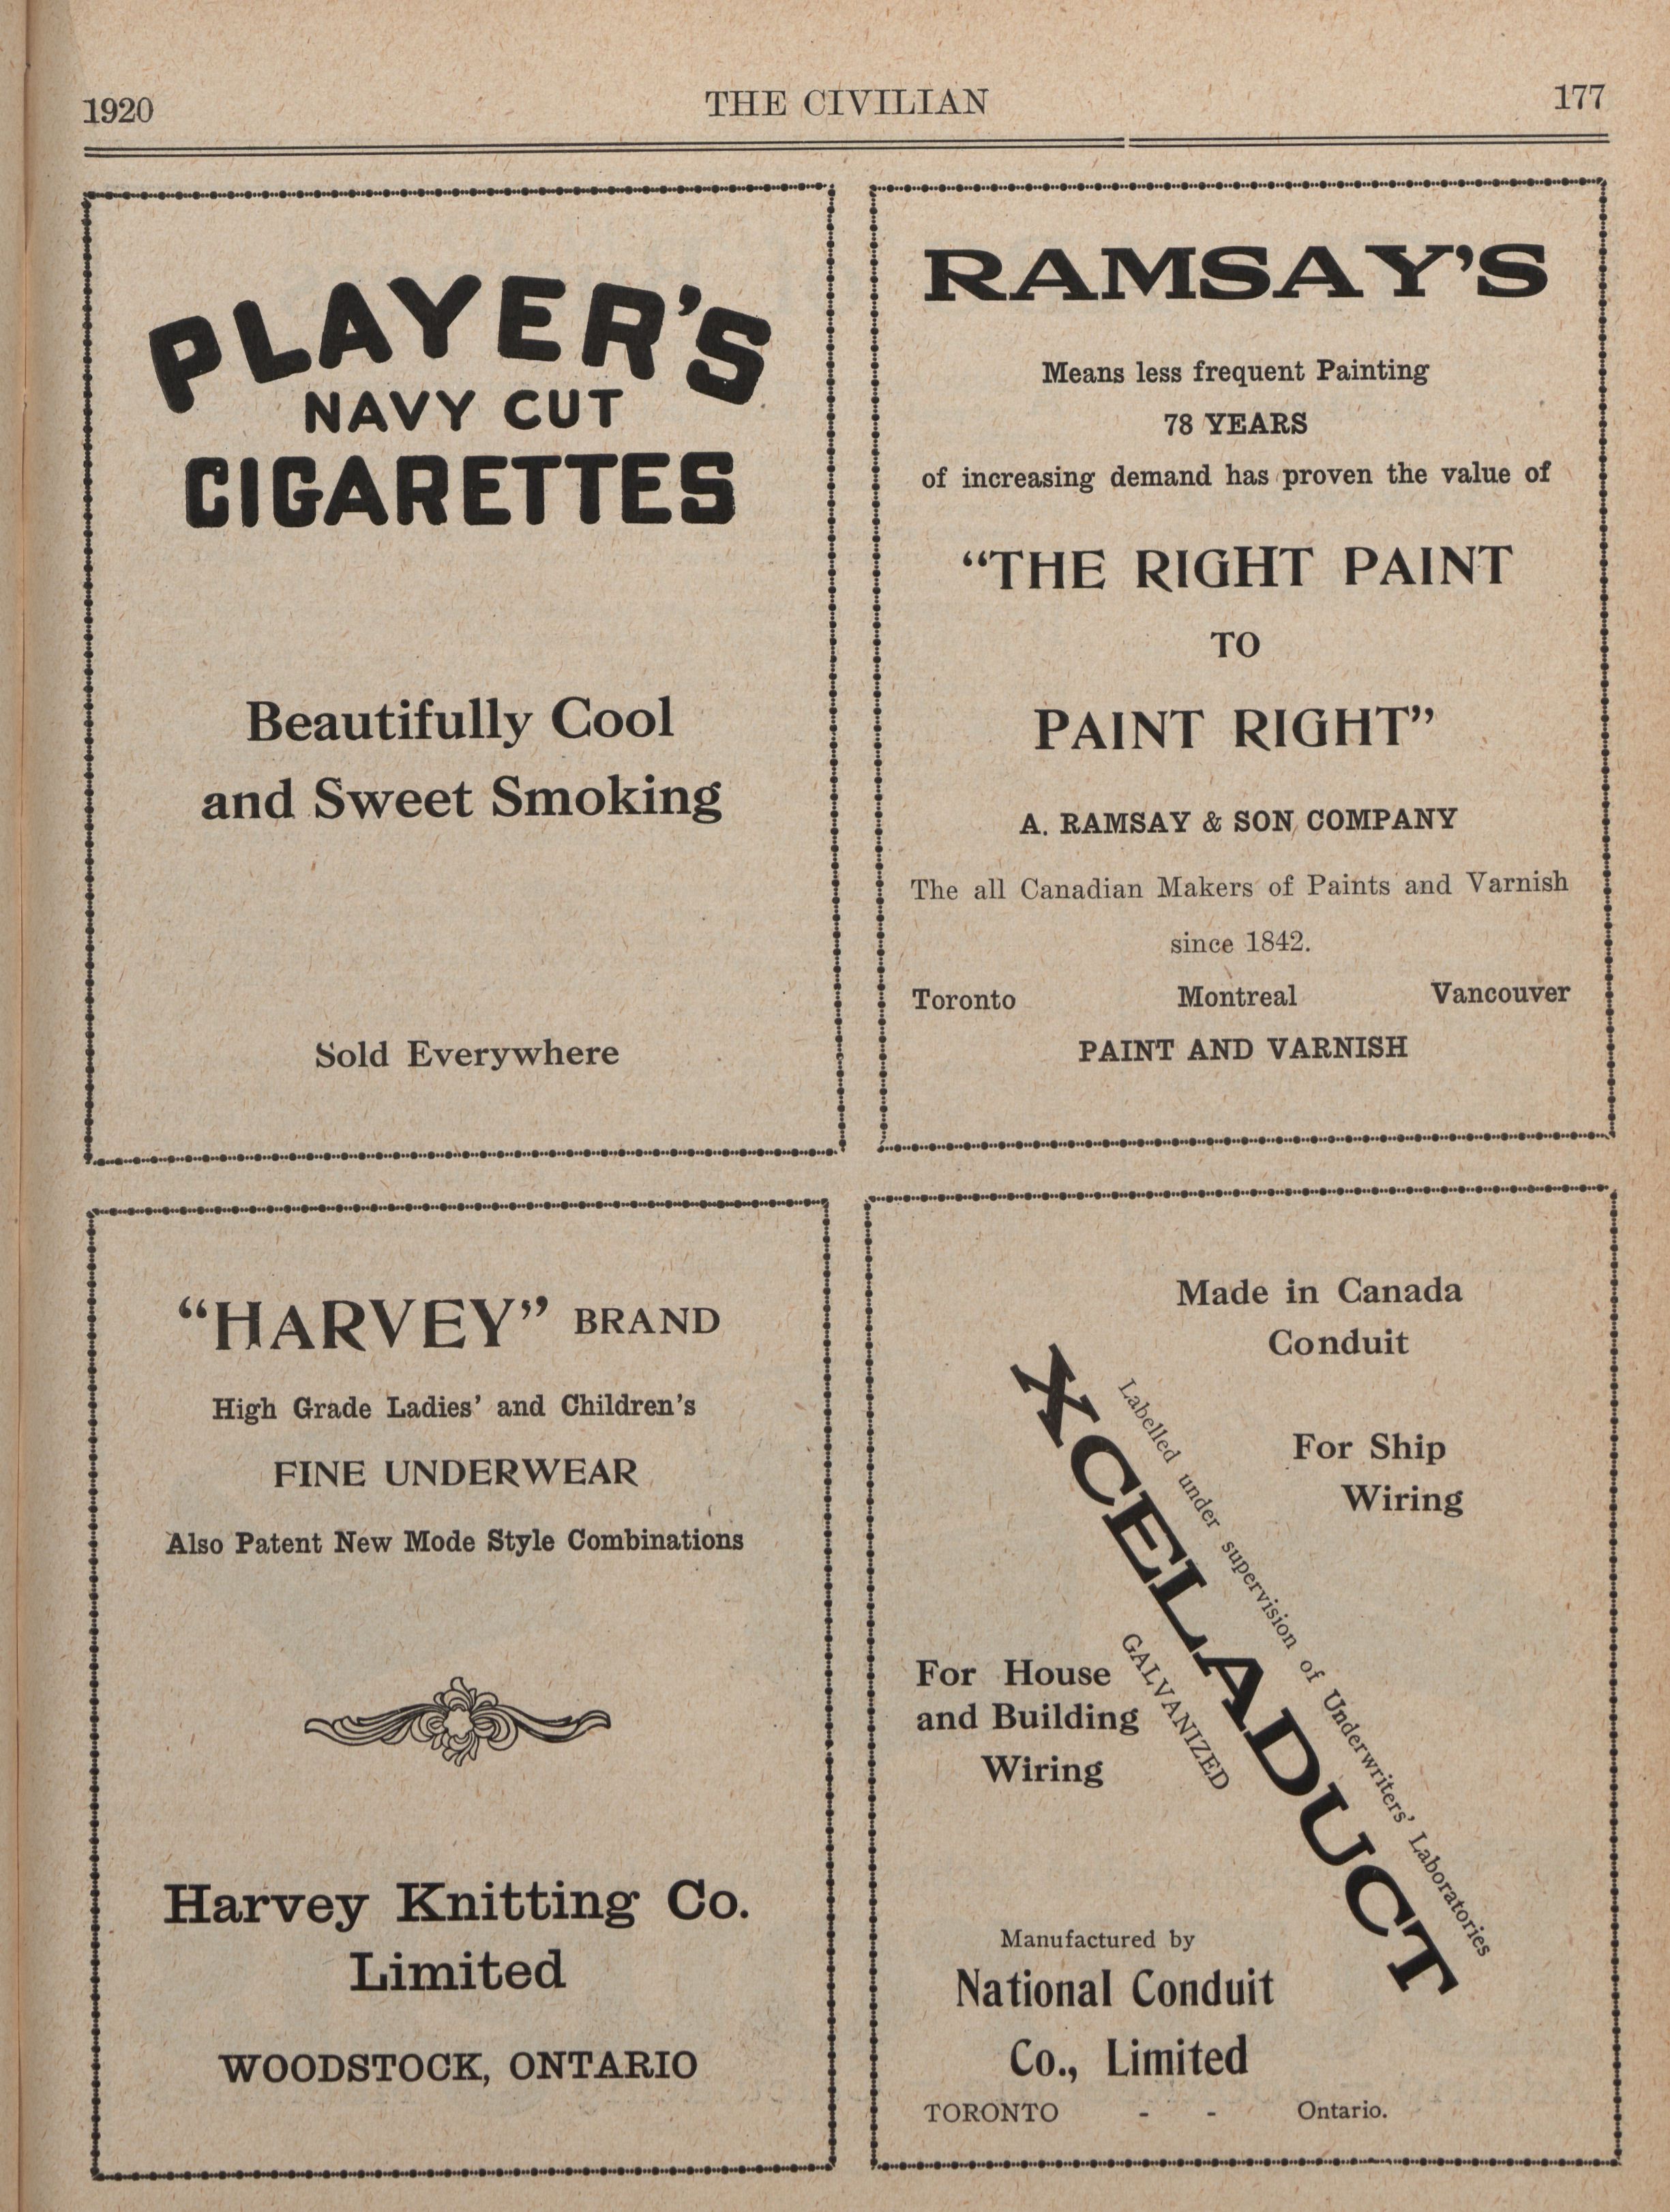 1920
THE CIVILIAN
177
PLAYER'S
NAVY CUT
CIGARETTES
Beautifully Cool
and Sweet Smoking
Sold Everywhere
RAMSAY'S
Means less frequent Painting
78 YEARS
of increasing demand has proven the value of
“THE RIGHT PAINT
TO
PAINT RIGHT”
A. RAMSAY & SON COMPANY
The all Canadian Makers of Paints and Varnish
since 1842.
Toronto Montreal Vancouver
PAINT AND VARNISH
“HARVEY” BRAND
High Grade Ladies' and Children's
FINE UNDERWEAR
Also Patent New Mode Style Combinations
Harvey Knitting Co.
Limited
WOODSTOCK, ONTARIO
Made in Canada
Conduit
For Ship
Wiring
Labelled under supervision of Underwriters' Laboratories
XCELADUCT
GALVANIZED
For House
and Building
Wiring
Manufactured by
National Conduit
Co., Limited
TORONTO - - Ontario.